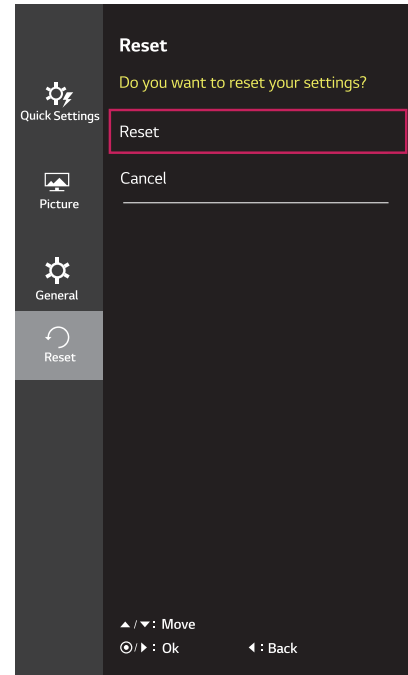 Reset
Do you want to reset your settings?
Quick Settings
Reset
Cancel
Picture
General
Reset
▲/▼: Move
◉/▶ : Ok
◀ : Back